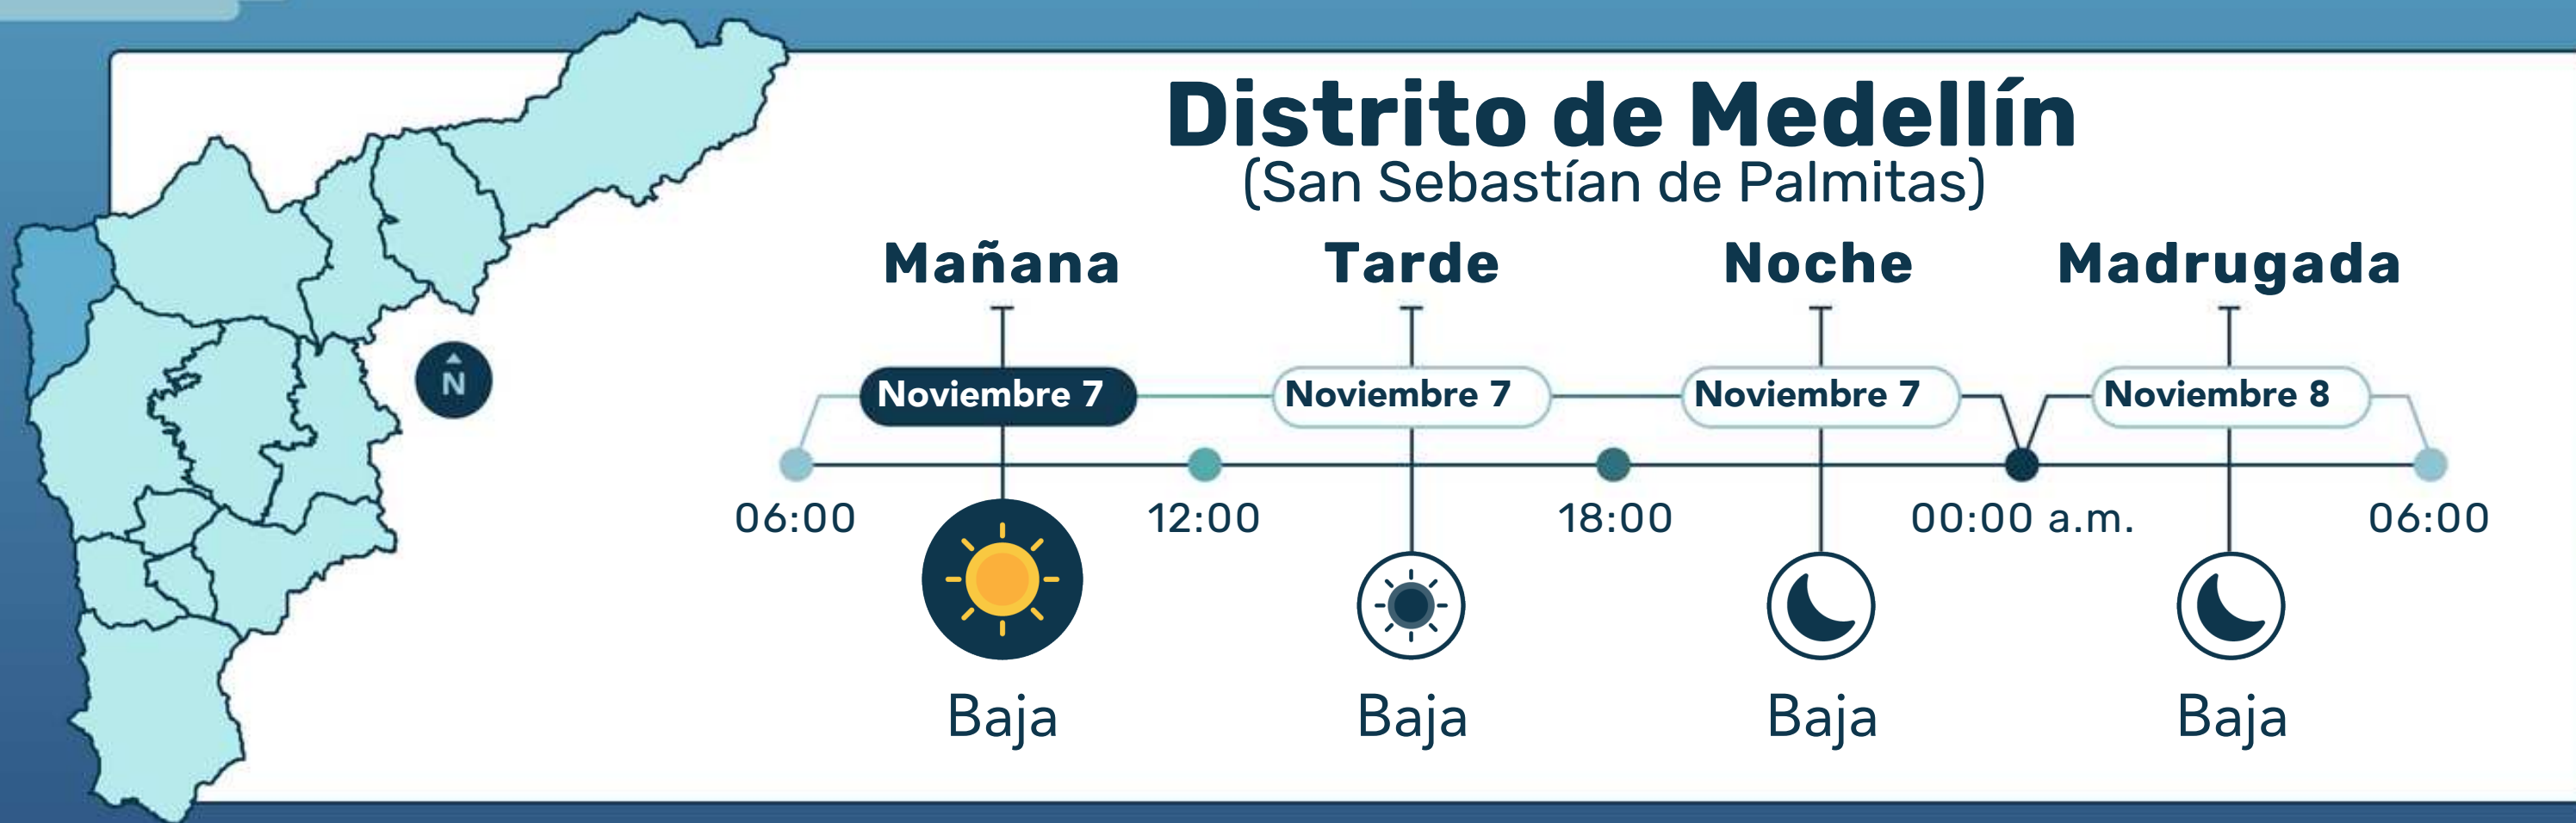 Distrito de Medellín
(San Sebastían de Palmitas)
Mañana Tarde Noche Madrugada
Noviembre 7 Noviembre 7 Noviembre 7 Noviembre 8
N
06:00 12:00 18:00 00:00 a.m. 06:00
Baja Baja Baja Baja